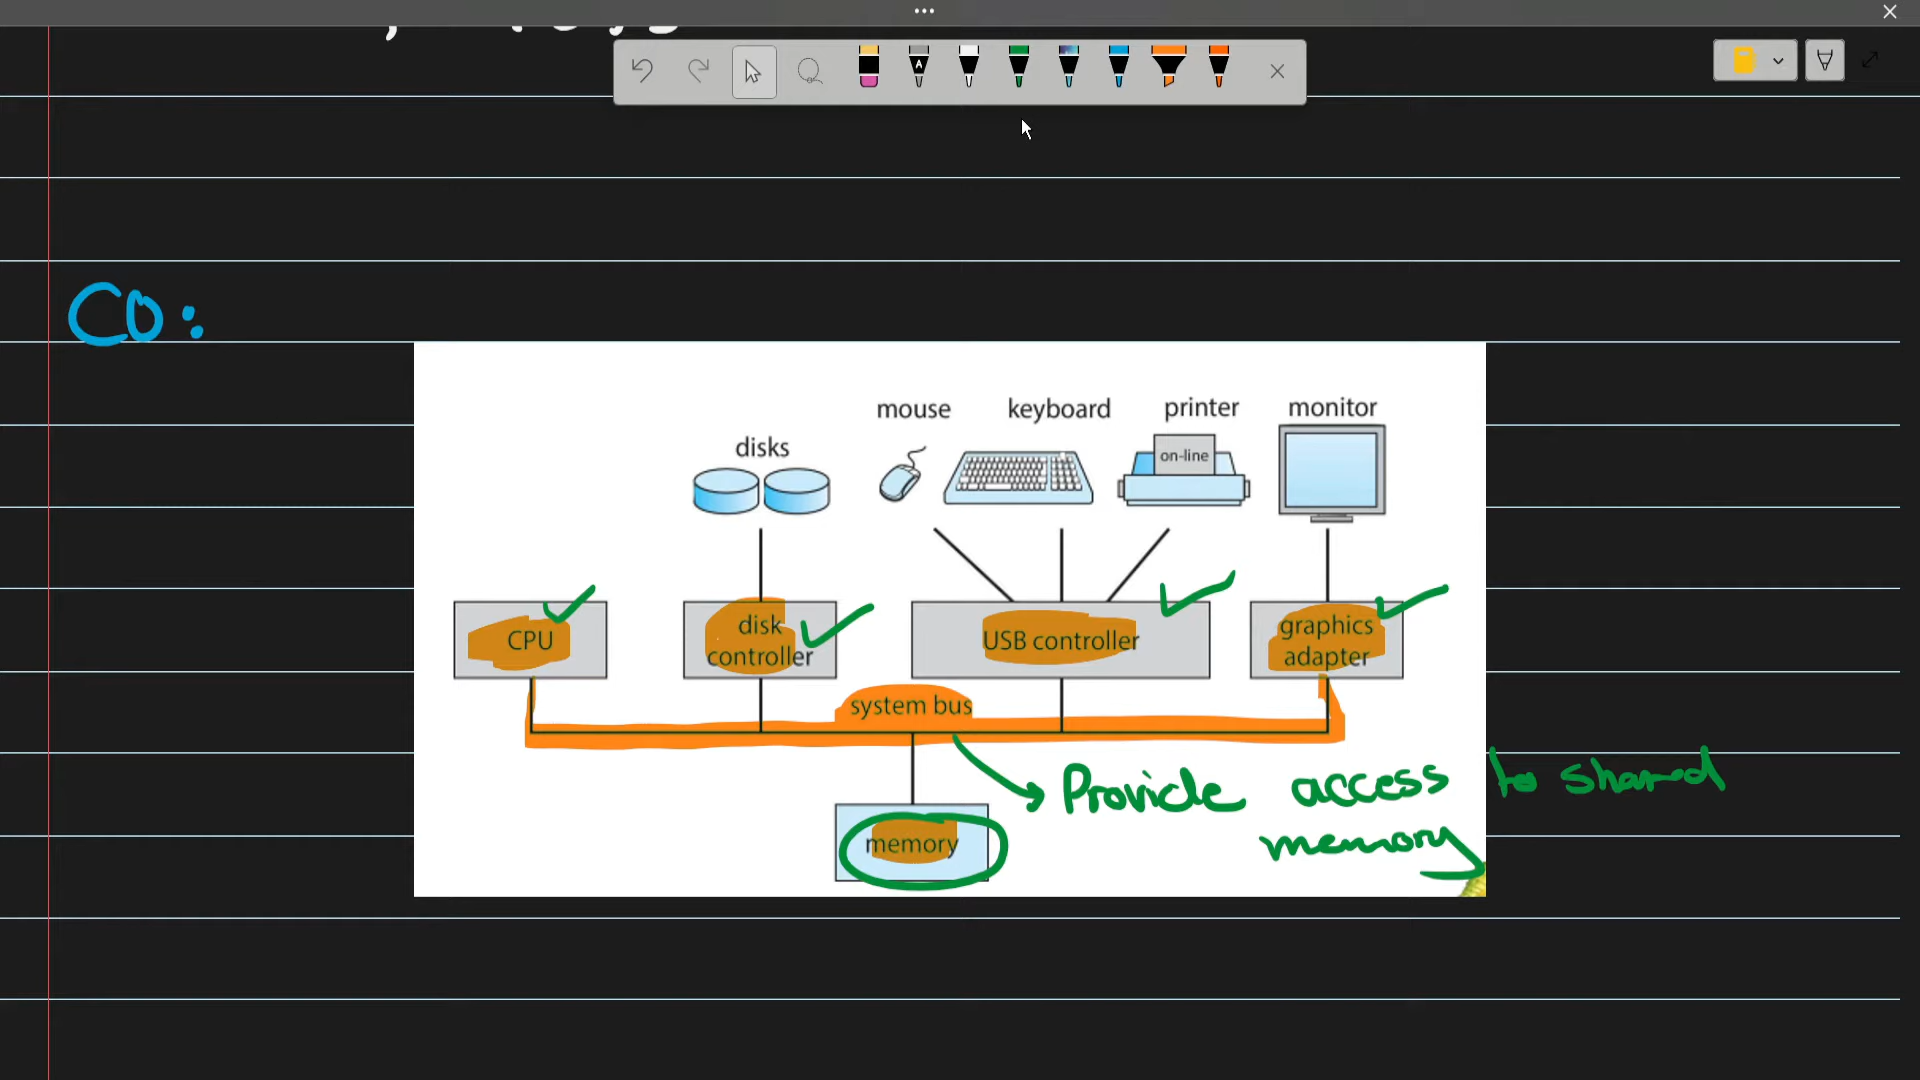 CO:
mouse keyboard printer monitor
disks
on-line
CPU
disk
controller
USB controller
graphics
adapter
system bus
Provide access to shared
memory
memory